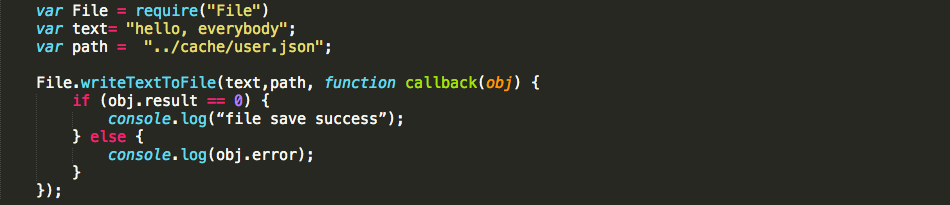 var File = require("File")
var text= "hello, everybody";
var path =  "../cache/user.json";

File.writeTextToFile(text,path, function callback(obj) {
    if (obj.result == 0) {
        console.log(“file save success”);
    } else {
        console.log(obj.error);
    }
});